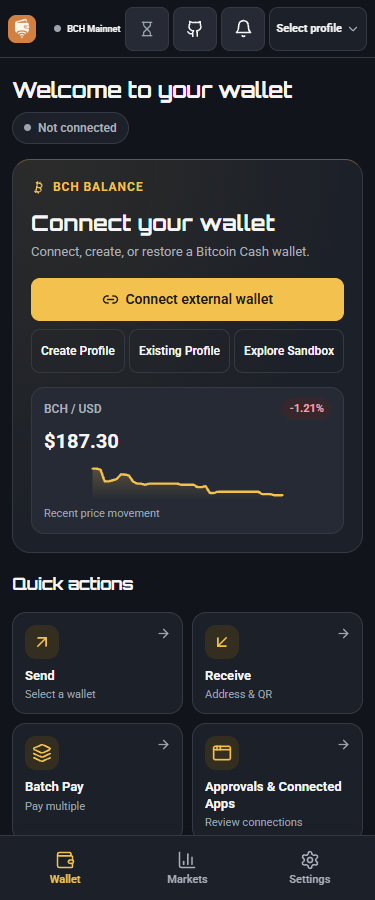 BCH Mainnet
Select profile
Welcome to your wallet
Not connected
BCH BALANCE
Connect your wallet
Connect, create, or restore a Bitcoin Cash wallet.
Connect external wallet
Create Profile
Existing Profile
Explore Sandbox
BCH / USD
-1.21%
$187.30
Recent price movement
Quick actions
Send
Select a wallet
Receive
Address & QR
Batch Pay
Pay multiple
Approvals & Connected
Apps
Review connections
Wallet
Markets
Settings